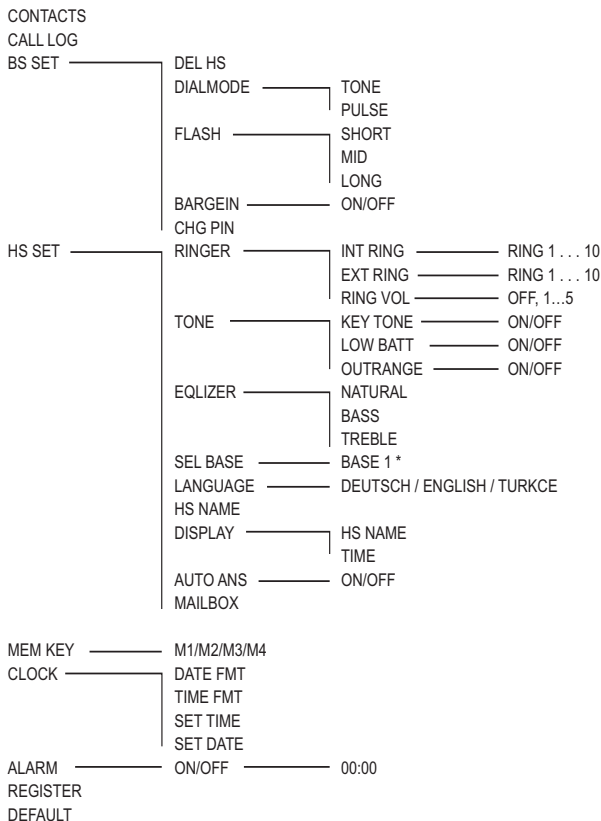 CONTACTS
CALL LOG
BS SET DEL HS
DIALMODE TONE
PULSE
FLASH SHORT
MID
LONG
BARGEIN ON/OFF
CHG PIN
HS SET RINGER INT RING RING 1 . . . 10
EXT RING RING 1 . . . 10
RING VOL OFF, 1…5
TONE KEY TONE ON/OFF
LOW BATT ON/OFF
OUTRANGE ON/OFF
EQLIZER NATURAL
BASS
TREBLE
SEL BASE BASE 1 *
LANGUAGE DEUTSCH / ENGLISH / TURKCE
HS NAME
DISPLAY HS NAME
TIME
AUTO ANS ON/OFF
MAILBOX
MEM KEY M1/M2/M3/M4
CLOCK DATE FMT
TIME FMT
SET TIME
SET DATE
ALARM ON/OFF 00:00
REGISTER
DEFAULT